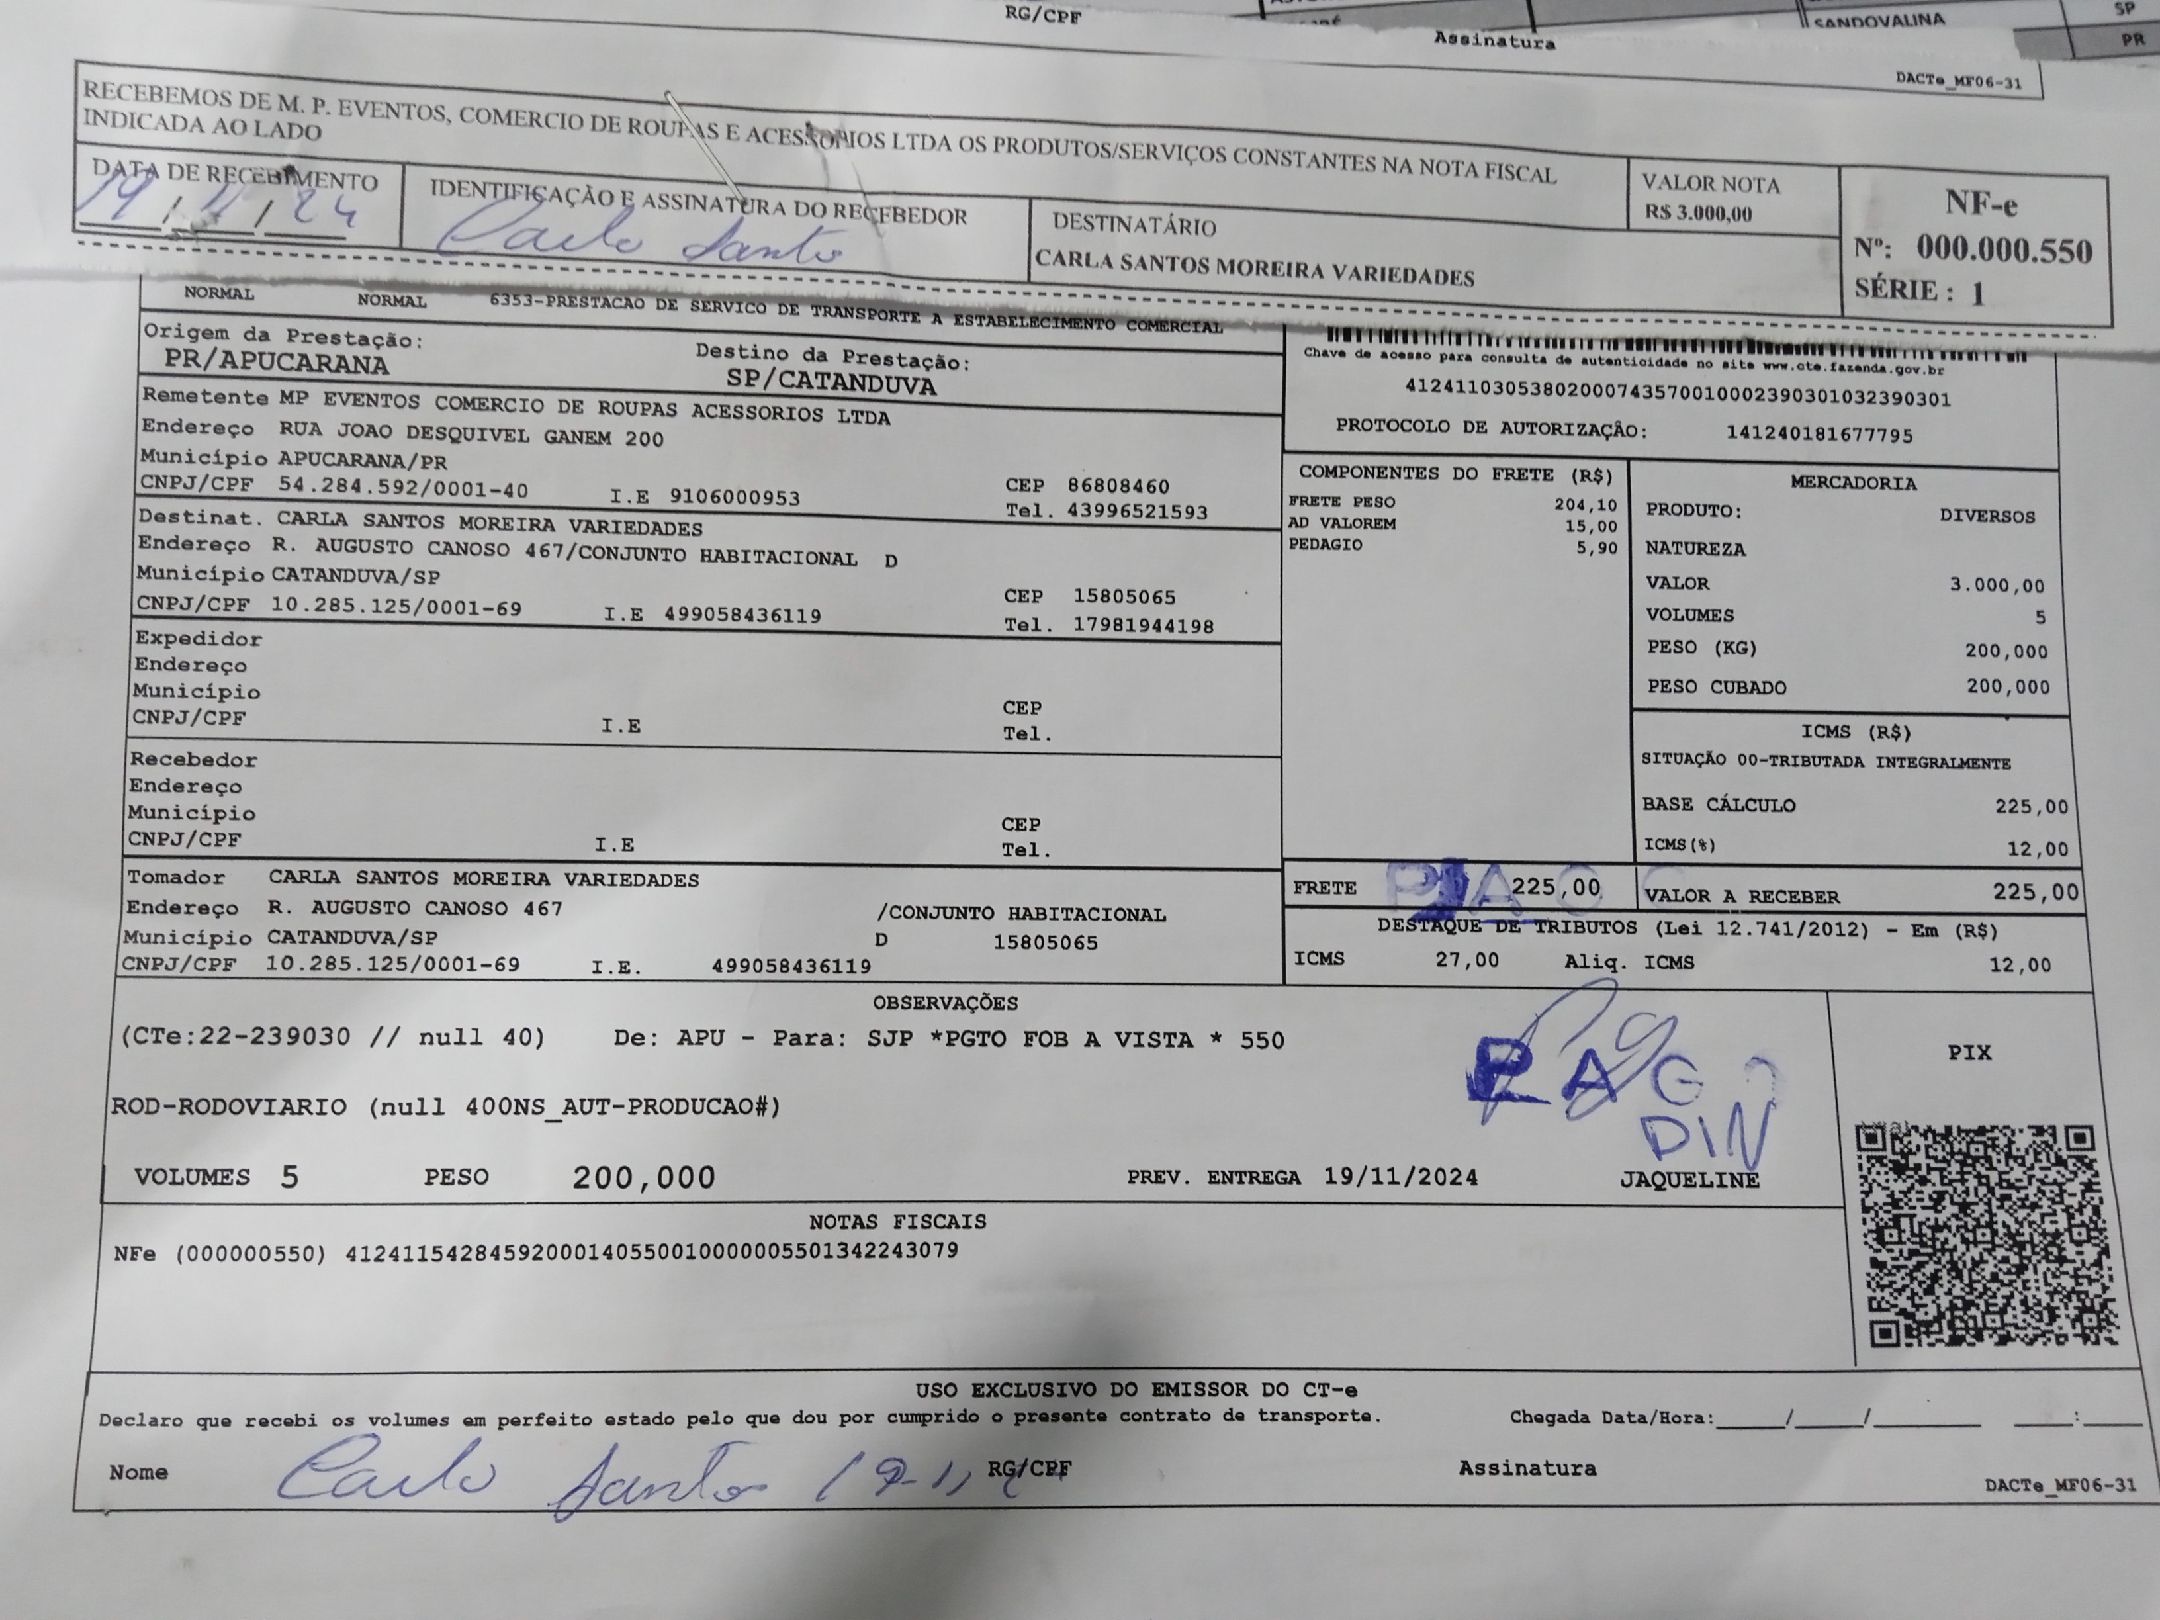 RG/CPF
Assinatura
SANDOVALINA
SP
PR
DACTe_MF06-31
RECEBEMOS DE M. P. EVENTOS, COMERCIO DE ROUPAS E ACESSORIOS LTDA OS PRODUTOS/SERVIÇOS CONSTANTES NA NOTA FISCAL
INDICADA AO LADO
DATA DE RECEBIMENTO
19/11/24
IDENTIFICAÇÃO E ASSINATURA DO RECEBEDOR
Carla Santo
DESTINATÁRIO
CARLA SANTOS MOREIRA VARIEDADES
VALOR NOTA
R$ 3.000,00
NF-e
Nº: 000.000.550
SÉRIE : 1
NORMAL NORMAL 6353-PRESTACAO DE SERVICO DE TRANSPORTE A ESTABELECIMENTO COMERCIAL
Origem da Prestação:
PR/APUCARANA
Destino da Prestação:
SP/CATANDUVA
Chave de acesso para consulta de autenticidade no site www.cte.fazenda.gov.br
41241103053802000743570010002390301032390301
PROTOCOLO DE AUTORIZAÇÃO: 141240181677795
Remetente MP EVENTOS COMERCIO DE ROUPAS ACESSORIOS LTDA
Endereço RUA JOAO DESQUIVEL GANEM 200
Município APUCARANA/PR
CEP 86808460
CNPJ/CPF 54.284.592/0001-40 I.E 9106000953
Tel. 43996521593
Destinat. CARLA SANTOS MOREIRA VARIEDADES
Endereço R. AUGUSTO CANOSO 467/CONJUNTO HABITACIONAL D
Município CATANDUVA/SP
CEP 15805065
CNPJ/CPF 10.285.125/0001-69 I.E 499058436119
Tel. 17981944198
Expedidor
Endereço
Município
CEP
CNPJ/CPF I.E
Tel.
Recebedor
Endereço
Município
CEP
CNPJ/CPF I.E
Tel.
Tomador CARLA SANTOS MOREIRA VARIEDADES
Endereço R. AUGUSTO CANOSO 467 /CONJUNTO HABITACIONAL
Município CATANDUVA/SP D 15805065
CNPJ/CPF 10.285.125/0001-69 I.E. 499058436119
COMPONENTES DO FRETE (R$)
FRETE PESO 204,10
AD VALOREM 15,00
PEDAGIO 5,90
MERCADORIA
PRODUTO: DIVERSOS
NATUREZA
VALOR 3.000,00
VOLUMES 5
PESO (KG) 200,000
PESO CUBADO 200,000
ICMS (R$)
SITUAÇÃO 00-TRIBUTADA INTEGRALMENTE
BASE CÁLCULO 225,00
ICMS(%) 12,00
FRETE 225,00
VALOR A RECEBER 225,00
DESTAQUE DE TRIBUTOS (Lei 12.741/2012) - Em (R$)
ICMS 27,00 Aliq. ICMS 12,00
OBSERVAÇÕES
(CTe:22-239030 // null 40) De: APU - Para: SJP *PGTO FOB A VISTA * 550
PAGO
DIN
PIX
ROD-RODOVIARIO (null 400NS_AUT-PRODUCAO#)
VOLUMES 5 PESO 200,000 PREV. ENTREGA 19/11/2024 JAQUELINE
NOTAS FISCAIS
NFe (000000550) 41241154284592000140550010000005501342243079
USO EXCLUSIVO DO EMISSOR DO CT-e
Declaro que recebi os volumes em perfeito estado pelo que dou por cumprido o presente contrato de transporte. Chegada Data/Hora:_____/_____/_________ _____:_____
Nome Carla Santo RG/CPF Assinatura
DACTe_MF06-31